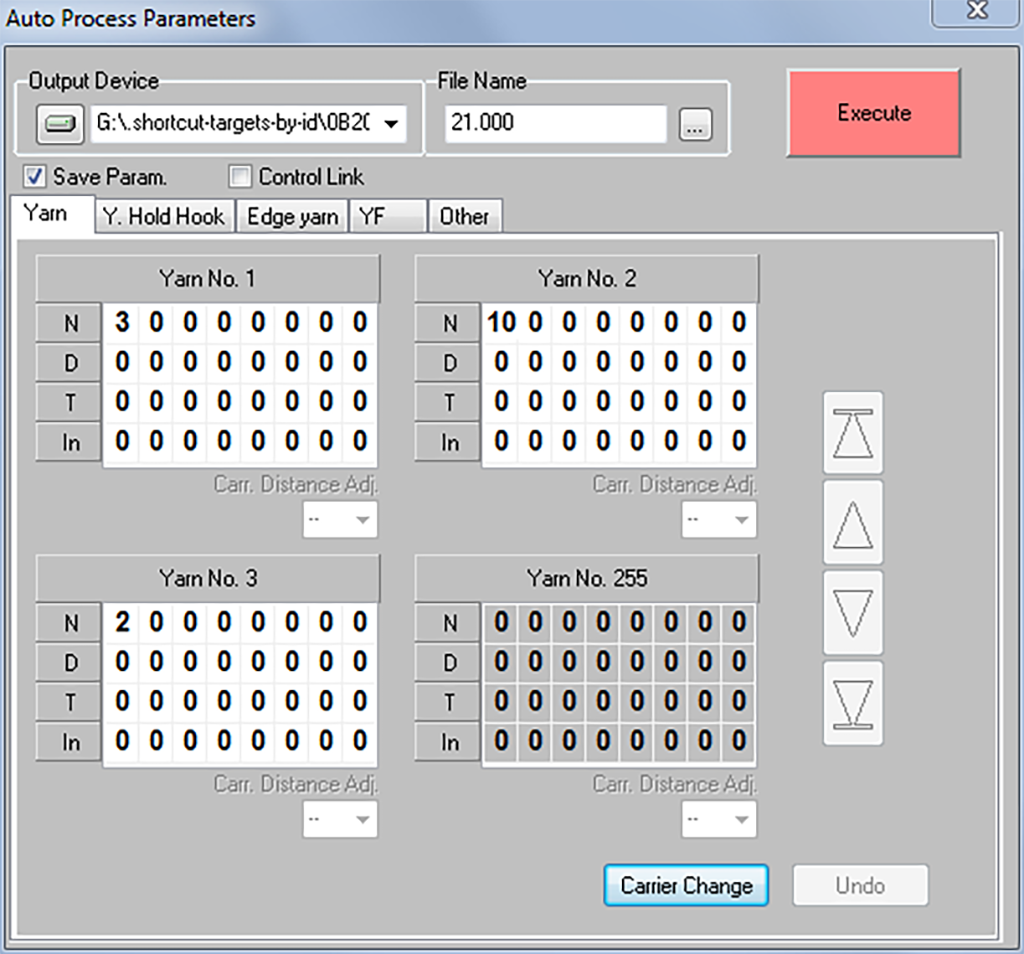 Auto Process Parameters
Output Device
File Name
G:\.shortcut-targets-by-id\0B20
21.000
...
Execute
Save Param.
Control Link
Yarn
Y. Hold Hook
Edge yarn
YF
Other
Yarn No. 1
N 3 0 0 0 0 0 0 0
D 0 0 0 0 0 0 0 0
T 0 0 0 0 0 0 0 0
In 0 0 0 0 0 0 0 0
Carr. Distance Adj.
--
Yarn No. 2
N 10 0 0 0 0 0 0 0
D 0 0 0 0 0 0 0 0
T 0 0 0 0 0 0 0 0
In 0 0 0 0 0 0 0 0
Carr. Distance Adj.
--
Yarn No. 3
N 2 0 0 0 0 0 0 0
D 0 0 0 0 0 0 0 0
T 0 0 0 0 0 0 0 0
In 0 0 0 0 0 0 0 0
Carr. Distance Adj.
--
Yarn No. 255
N 0 0 0 0 0 0 0 0
D 0 0 0 0 0 0 0 0
T 0 0 0 0 0 0 0 0
In 0 0 0 0 0 0 0 0
Carr. Distance Adj.
--
Carrier Change
Undo